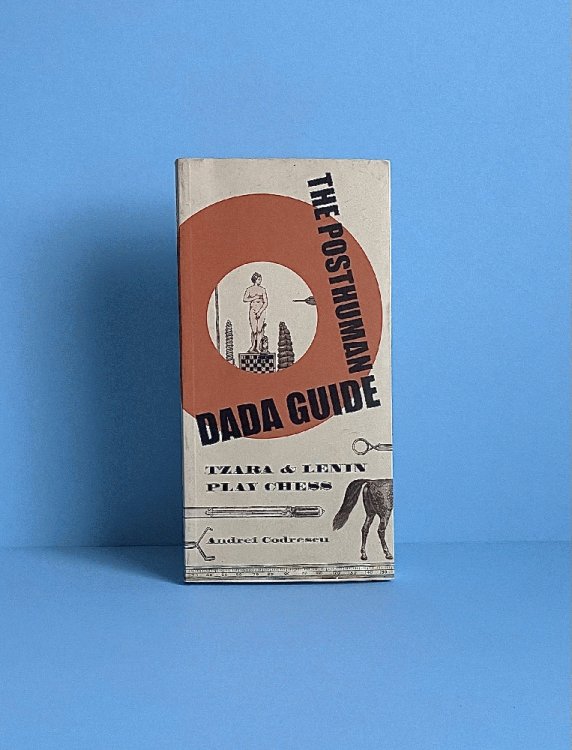 THE POSTHUMAN
DADA GUIDE
TZARA & LENIN
PLAY CHESS
Andrei Codrescu